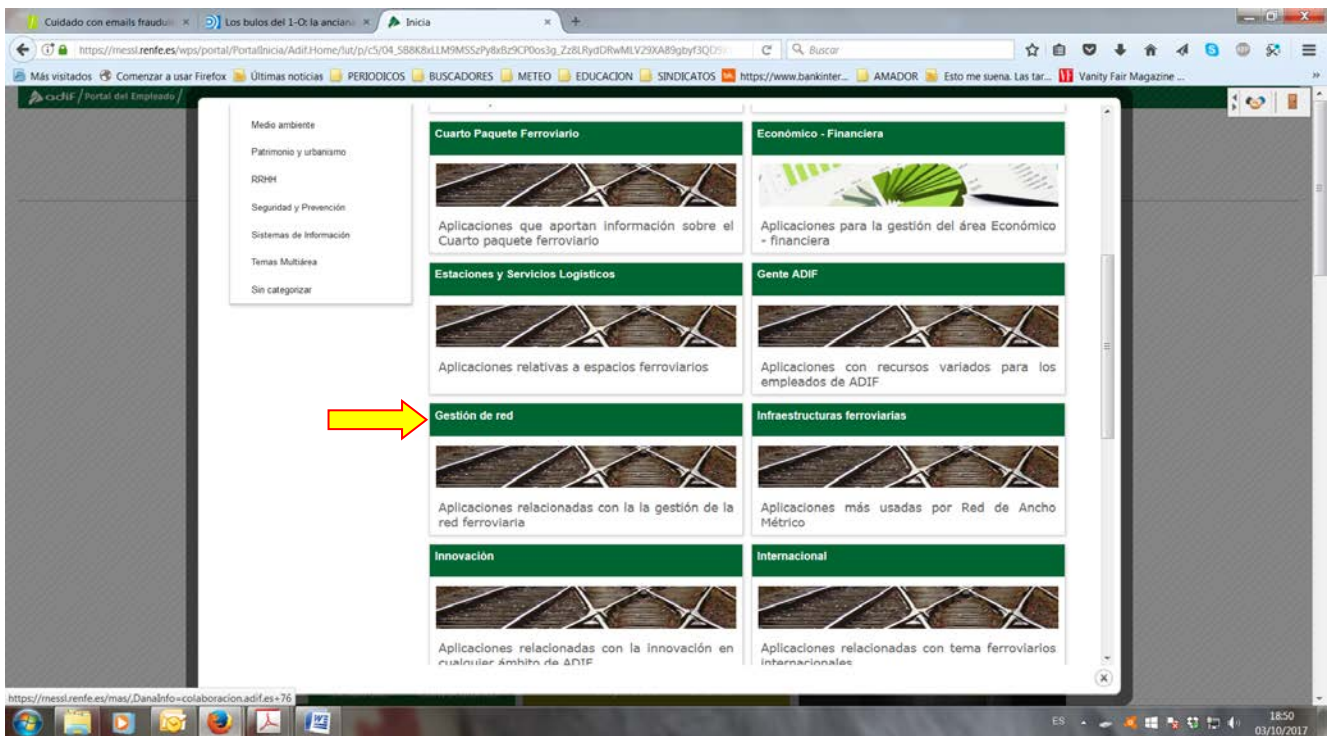 Cuidado con emails fraudul
Los bulos del 1-O: la ancian
Inicia
https://messl.renfe.es/wps/portal/PortalInicia/Adif.Home/
Buscar
Más visitados
Comenzar a usar Firefox
Últimas noticias
PERIODICOS
BUSCADORES
METEO
EDUCACION
SINDICATOS
https://www.bankinter...
AMADOR
Esto me suena. Las tar...
Vanity Fair Magazine ...
adif / Portal del Empleado /
Medio ambiente
Patrimonio y urbanismo
RRHH
Seguridad y Prevención
Sistemas de Información
Temas Multiárea
Sin categorizar
Cuarto Paquete Ferroviario
Aplicaciones que aportan información sobre el
Cuarto paquete ferroviario
Económico - Financiera
Aplicaciones para la gestión del área Económico
- financiera
Estaciones y Servicios Logísticos
Aplicaciones relativas a espacios ferroviarios
Gente ADIF
Aplicaciones con recursos variados para los
empleados de ADIF
Gestión de red
Aplicaciones relacionadas con la la gestión de la
red ferroviaria
Infraestructuras ferroviarias
Aplicaciones más usadas por Red de Ancho
Métrico
Innovación
Aplicaciones relacionadas con la innovación en
cualquier ámbito de ADIF
Internacional
Aplicaciones relacionadas con tema ferroviarios
internacionales
https://messl.renfe.es/mas/,DanaInfo=colaboracion.adif.es+76
ES
18:50
03/10/2017